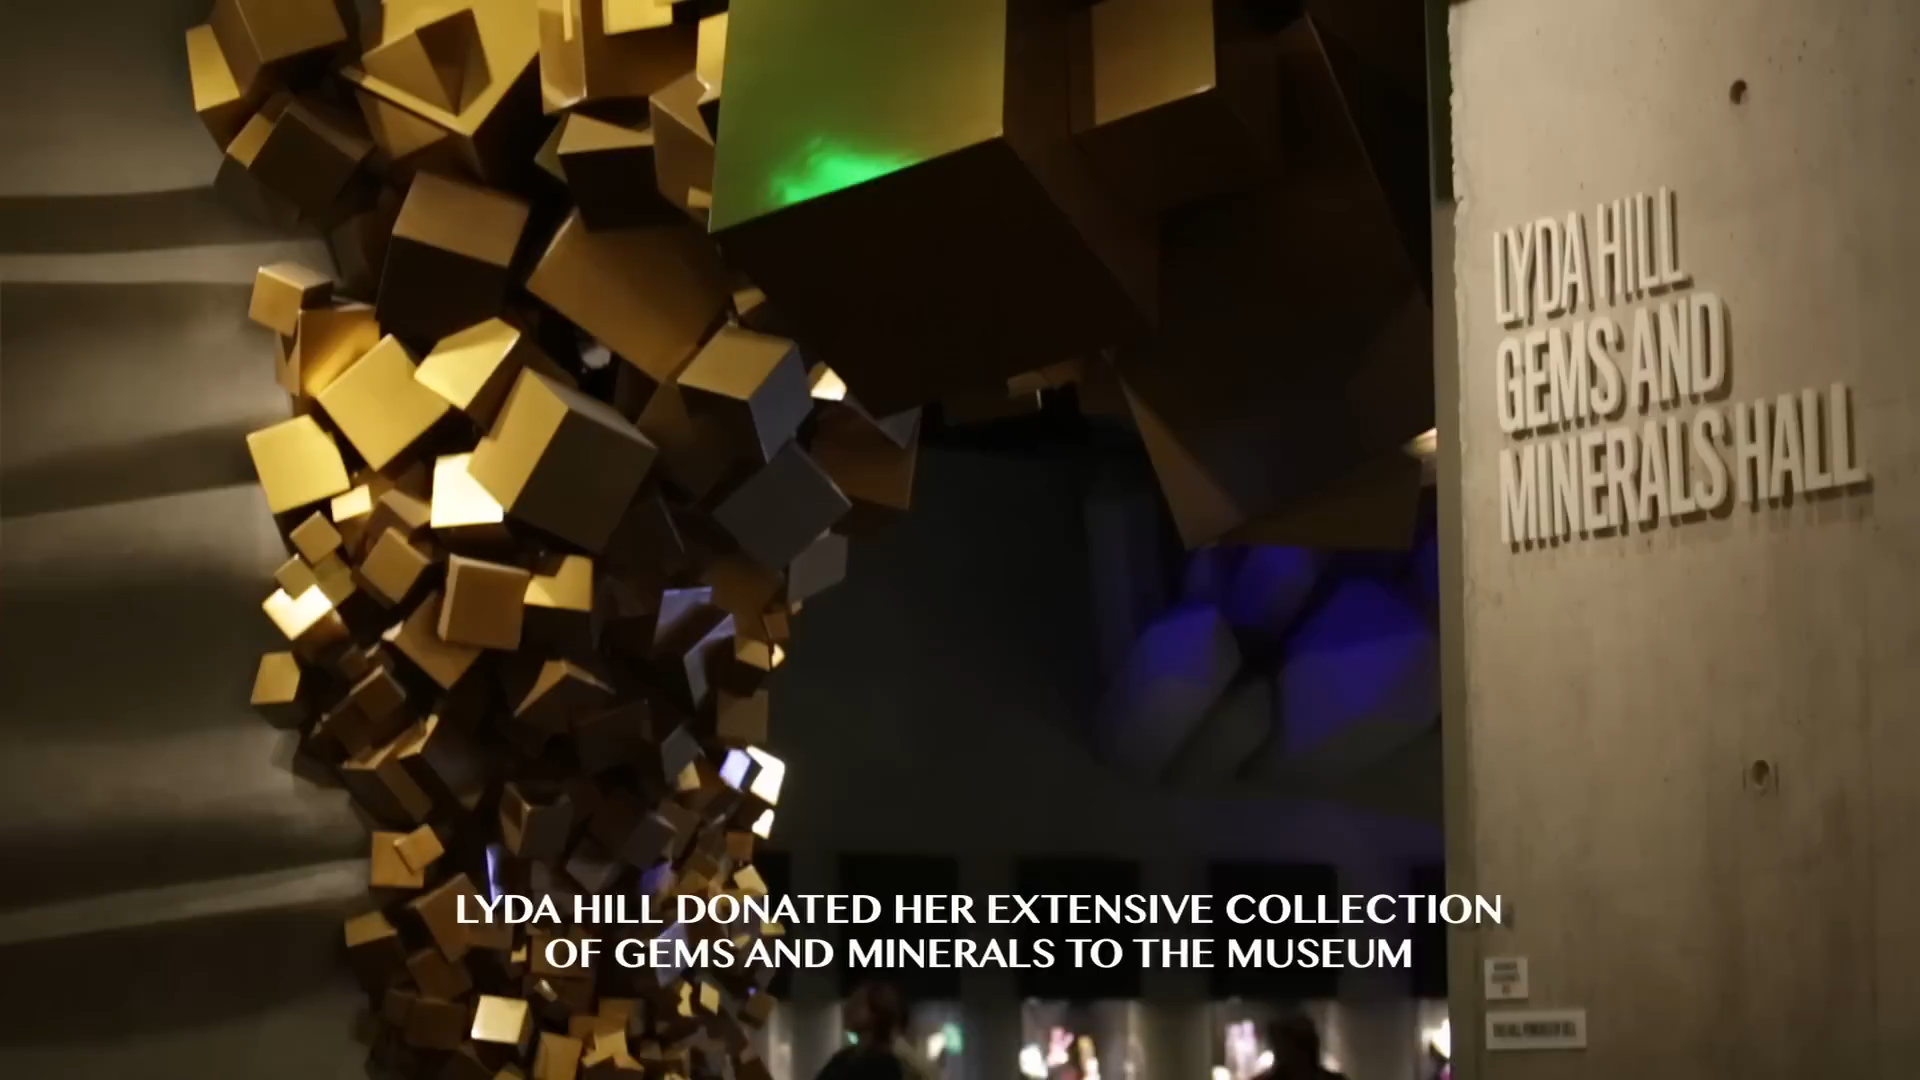 LYDA HILL
GEMS AND
MINERALS HALL
LYDA HILL DONATED HER EXTENSIVE COLLECTION
OF GEMS AND MINERALS TO THE MUSEUM